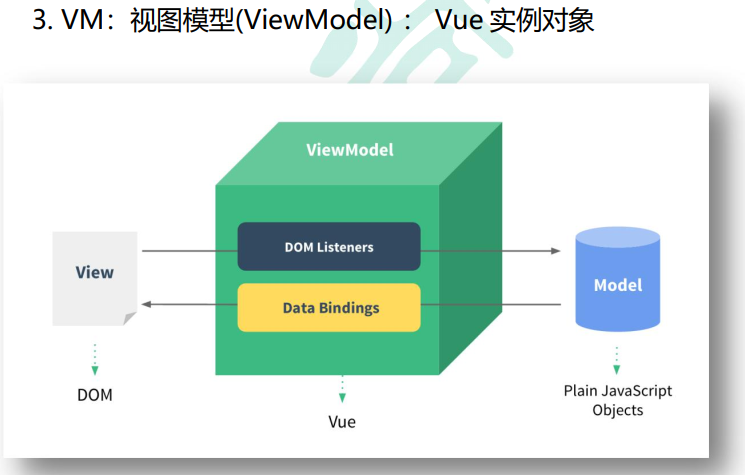 3. VM：视图模型(ViewModel) ： Vue 实例对象
ViewModel
DOM Listeners
View
Model
Data Bindings
DOM
Plain JavaScript
Objects
Vue